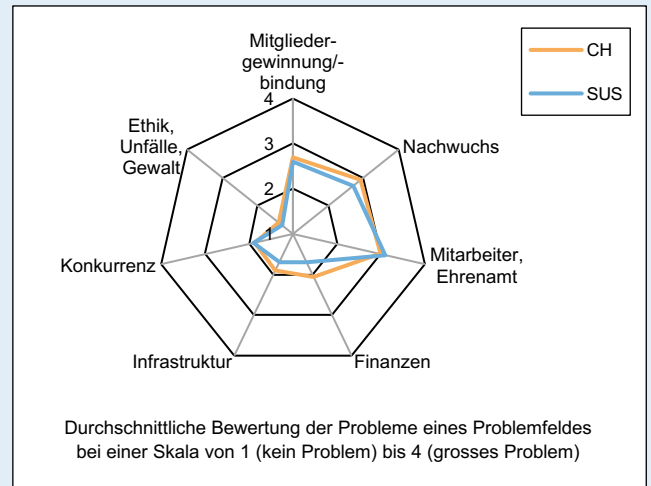 Mitglieder-
gewinnung/-
bindung
CH
SUS
4
3
2
1
Ethik,
Unfälle,
Gewalt
Nachwuchs
Konkurrenz
Mitarbeiter,
Ehrenamt
Infrastruktur
Finanzen
Durchschnittliche Bewertung der Probleme eines Problemfeldes
bei einer Skala von 1 (kein Problem) bis 4 (grosses Problem)